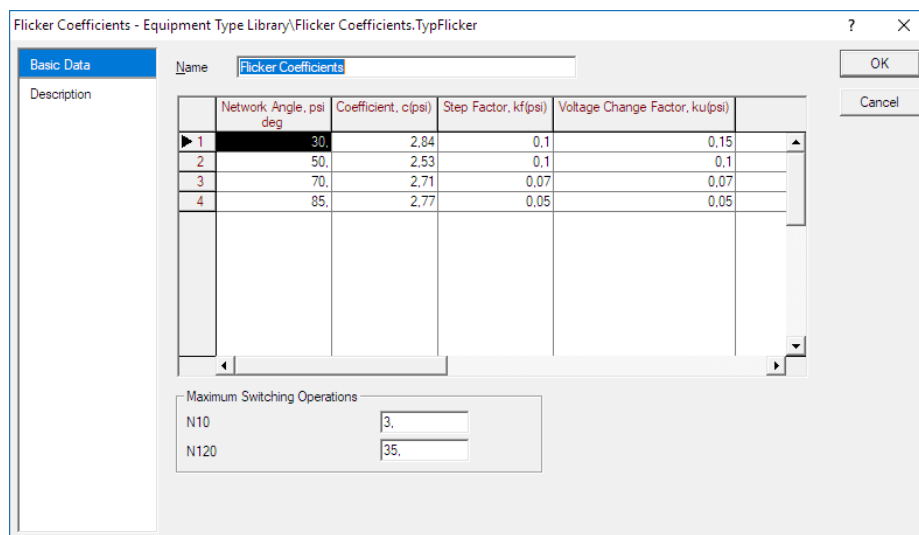 Flicker Coefficients - Equipment Type Library\Flicker Coefficients.TypFlicker ?
Basic Data
Description
Name Flicker Coefficients
OK
Cancel
Network Angle, psi Coefficient, c(psi) Step Factor, kf(psi) Voltage Change Factor, ku(psi)
deg
1 30, 2,84 0,1 0,15
2 50, 2,53 0,1 0,1
3 70, 2,71 0,07 0,07
4 85, 2,77 0,05 0,05
Maximum Switching Operations
N10 3,
N120 35,